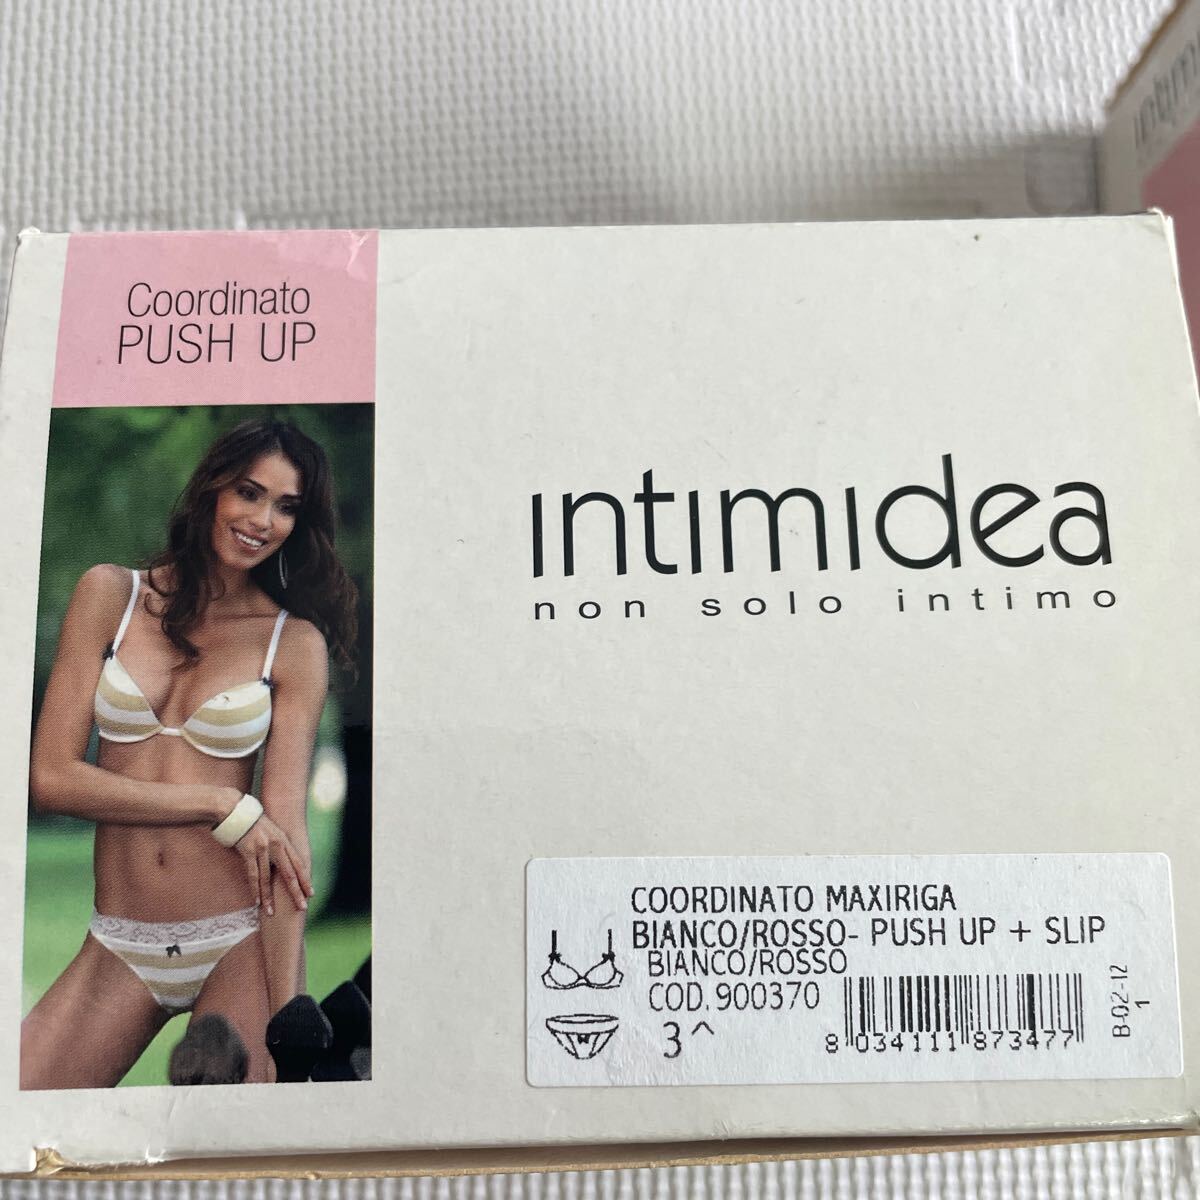 Coordinato
PUSH UP
intimidea
non solo intimo
COORDINATO MAXIRIGA
BIANCO/ROSSO- PUSH UP + SLIP
BIANCO/ROSSO
COD.900370
3^
8 034111 873477
B-02-12
1